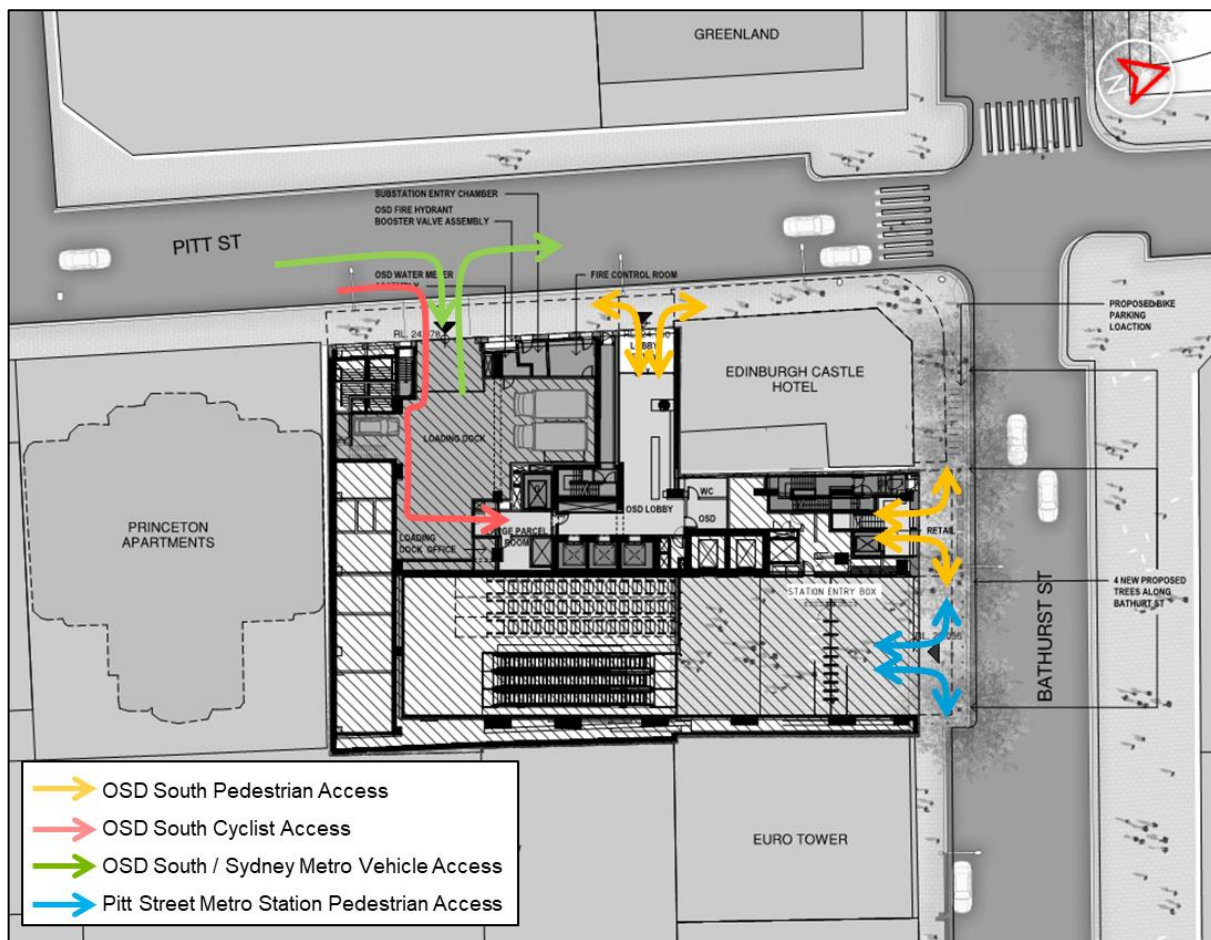 GREENLAND
N
SUBSTATION ENTRY CHAMBER
OSD FIRE HYDRANT
BOOSTER VALVE ASSEMBLY
PITT ST
OSD WATER METER
FIRE CONTROL ROOM
PROPOSED BIKE
PARKING
LOACTION
LOBBY
EDINBURGH CASTLE
HOTEL
LOADING DOCK
WC
OSD LOBBY
OSD
RETAIL
PRINCETON
APARTMENTS
PARCEL
ROOM
LOADING
DOCK OFFICE
STATION ENTRY BOX
4 NEW PROPOSED
TREES ALONG
BATHURT ST
BATHURST ST
EURO TOWER
OSD South Pedestrian Access
OSD South Cyclist Access
OSD South / Sydney Metro Vehicle Access
Pitt Street Metro Station Pedestrian Access